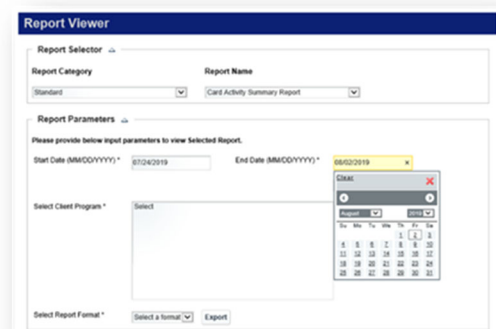 Report Viewer
Report Selector
Report Category Report Name
Standard Card Activity Summary Report
Report Parameters
Please provide below input parameters to view Selected Report.
Start Date (MM/DD/YYYY) * 07/24/2019 End Date (MM/DD/YYYY) * 08/02/2019 x
Clear
August 2019
Su Mo Tu We Th Fr Sa
1 2 3
4 5 6 7 8 9 10
11 12 13 14 15 16 17
18 19 20 21 22 23 24
25 26 27 28 29 30 31
Select Client Program * Select
Select Report Format * Select a format Export